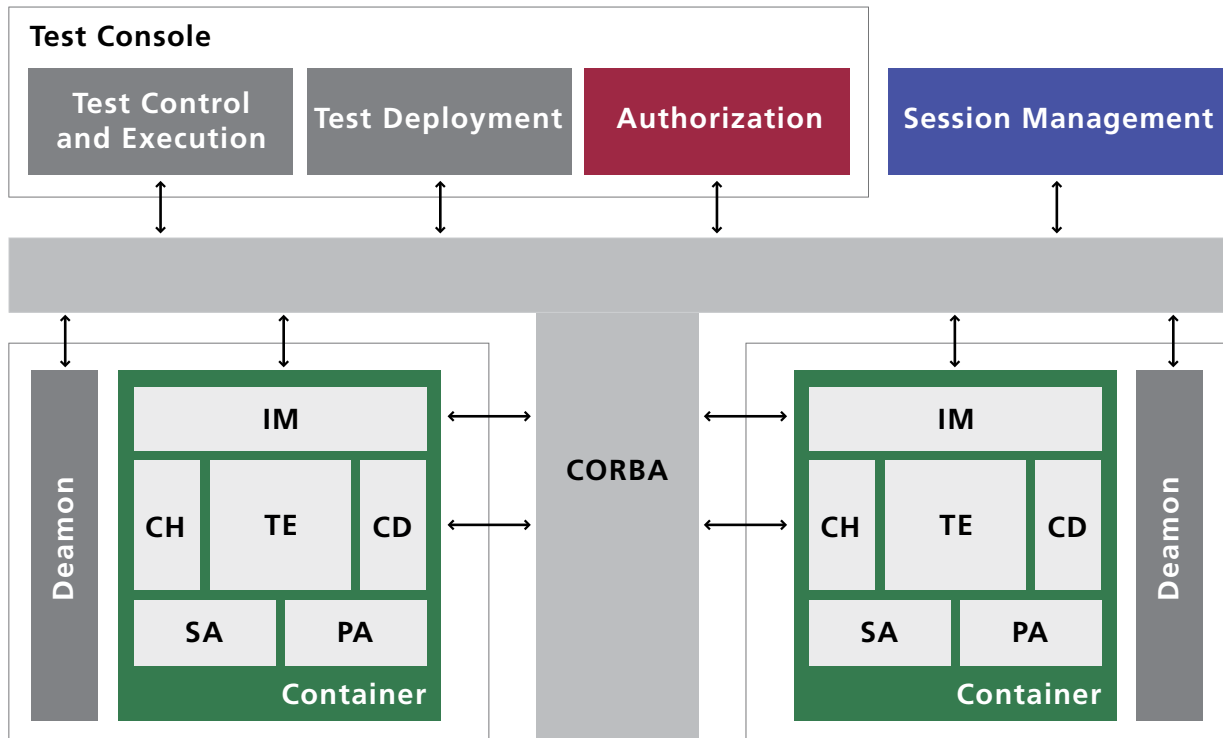 Test Console
Test Control
and Execution
Test Deployment
Authorization
Session Management
Deamon
IM
CH
TE
CD
SA
PA
Container
CORBA
IM
CH
TE
CD
SA
PA
Container
Deamon